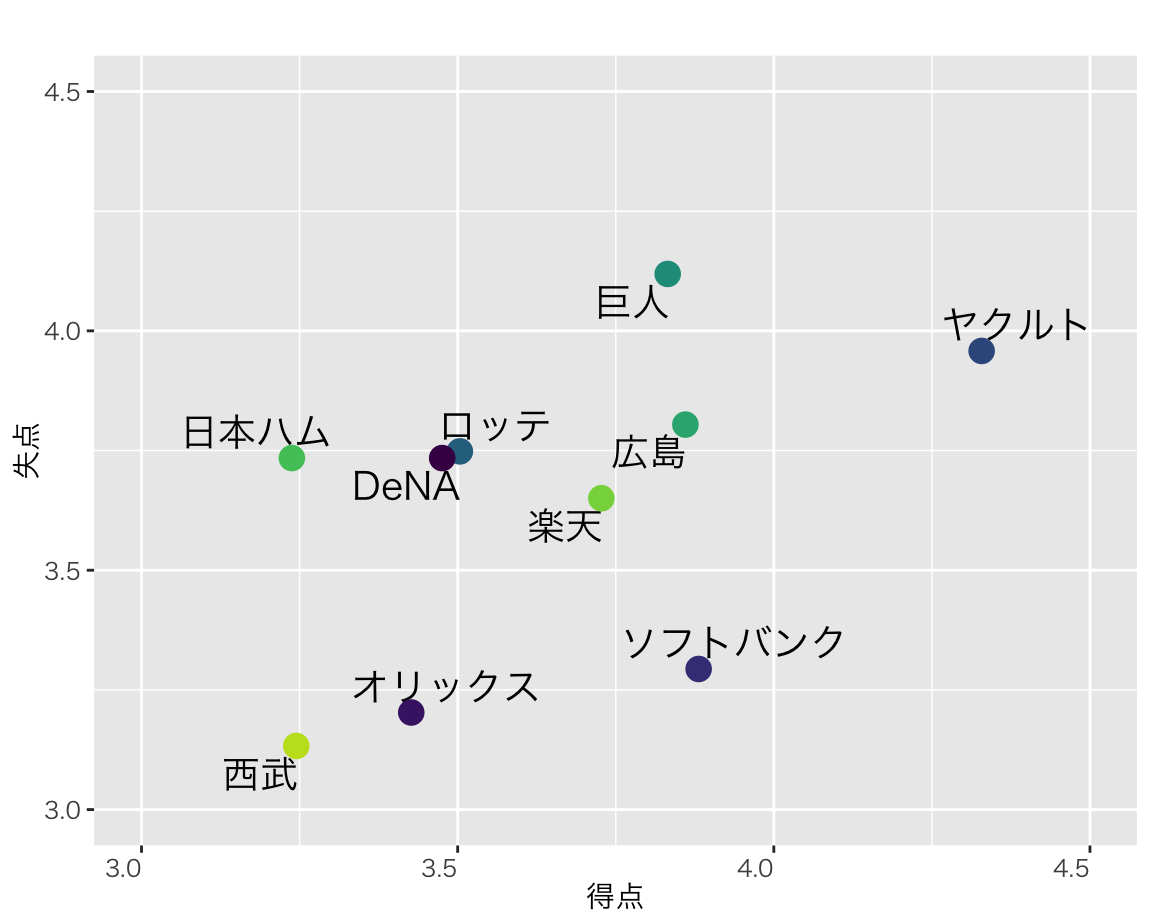 4.5
4.0
3.5
3.0
失点
巨人
ヤクルト
日本ハム
ロッテ
DeNA
広島
楽天
ソフトバンク
オリックス
西武
3.0
3.5
4.0
4.5
得点